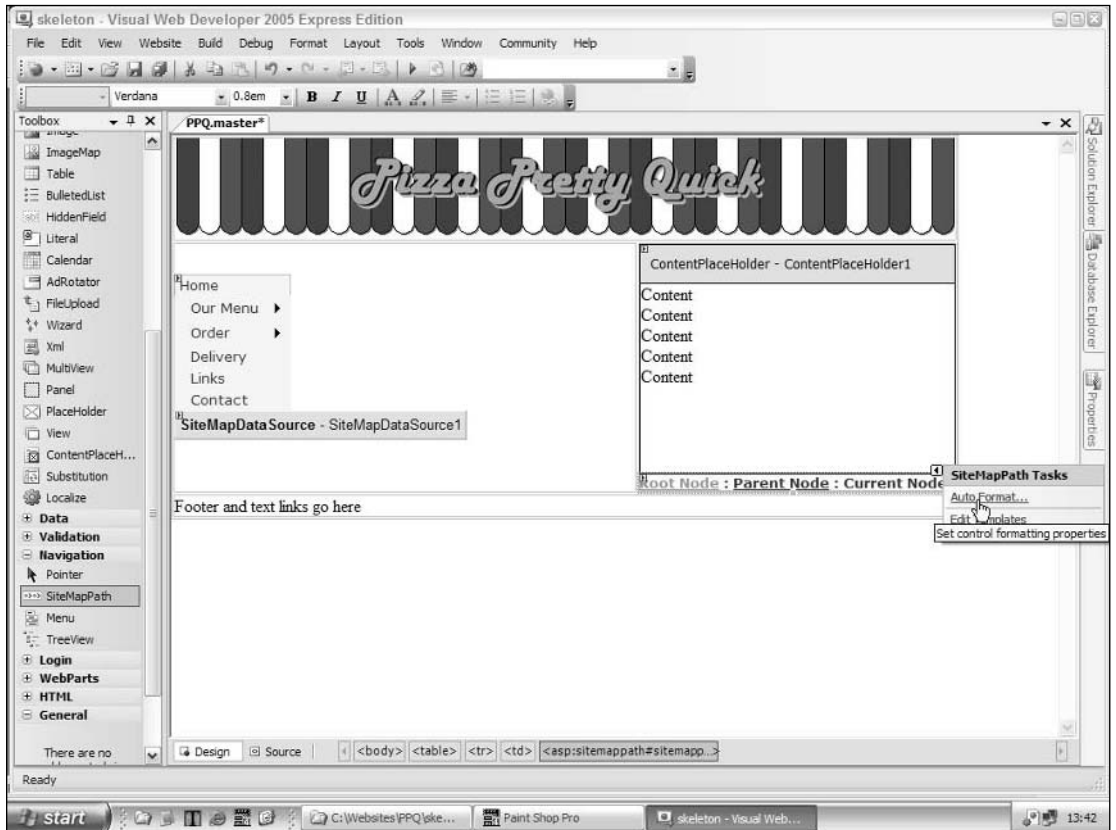 skeleton - Visual Web Developer 2005 Express Edition
File Edit View Website Build Debug Format Layout Tools Window Community Help
Verdana 0.8em B I U A
Toolbox
PPQ.master*
Image
ImageMap
Table
BulletedList
HiddenField
Literal
Calendar
AdRotator
FileUpload
Wizard
Xml
MultiView
Panel
PlaceHolder
View
ContentPlaceH...
Substitution
Localize
Data
Validation
Navigation
Pointer
SiteMapPath
Menu
TreeView
Login
WebParts
HTML
General
There are no
Pizza Pretty Quick
Home
Our Menu
Order
Delivery
Links
Contact
SiteMapDataSource - SiteMapDataSource1
ContentPlaceHolder - ContentPlaceHolder1
Content
Content
Content
Content
Content
Root Node : Parent Node : Current Node
Footer and text links go here
SiteMapPath Tasks
Auto Format...
Edit Templates
Set control formatting properties
Solution Explorer
Database Explorer
Properties
Design Source <body> <table> <tr> <td> <asp:sitemappath#sitemapp...>
Ready
start C:\Websites\PPQ\ske... Paint Shop Pro skeleton - Visual Web... 13:42